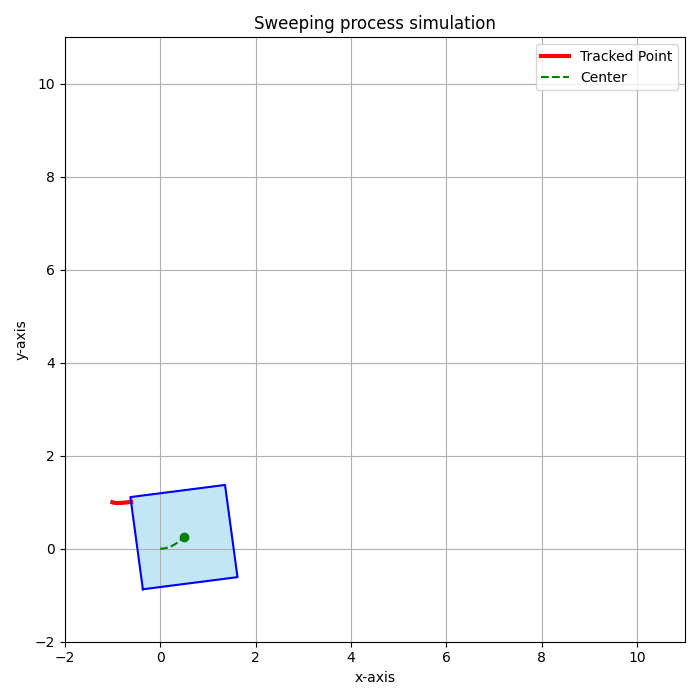 Sweeping process simulation
Tracked Point
Center
10
8
6
4
2
0
−2
y-axis
−2
0
2
4
6
8
10
x-axis